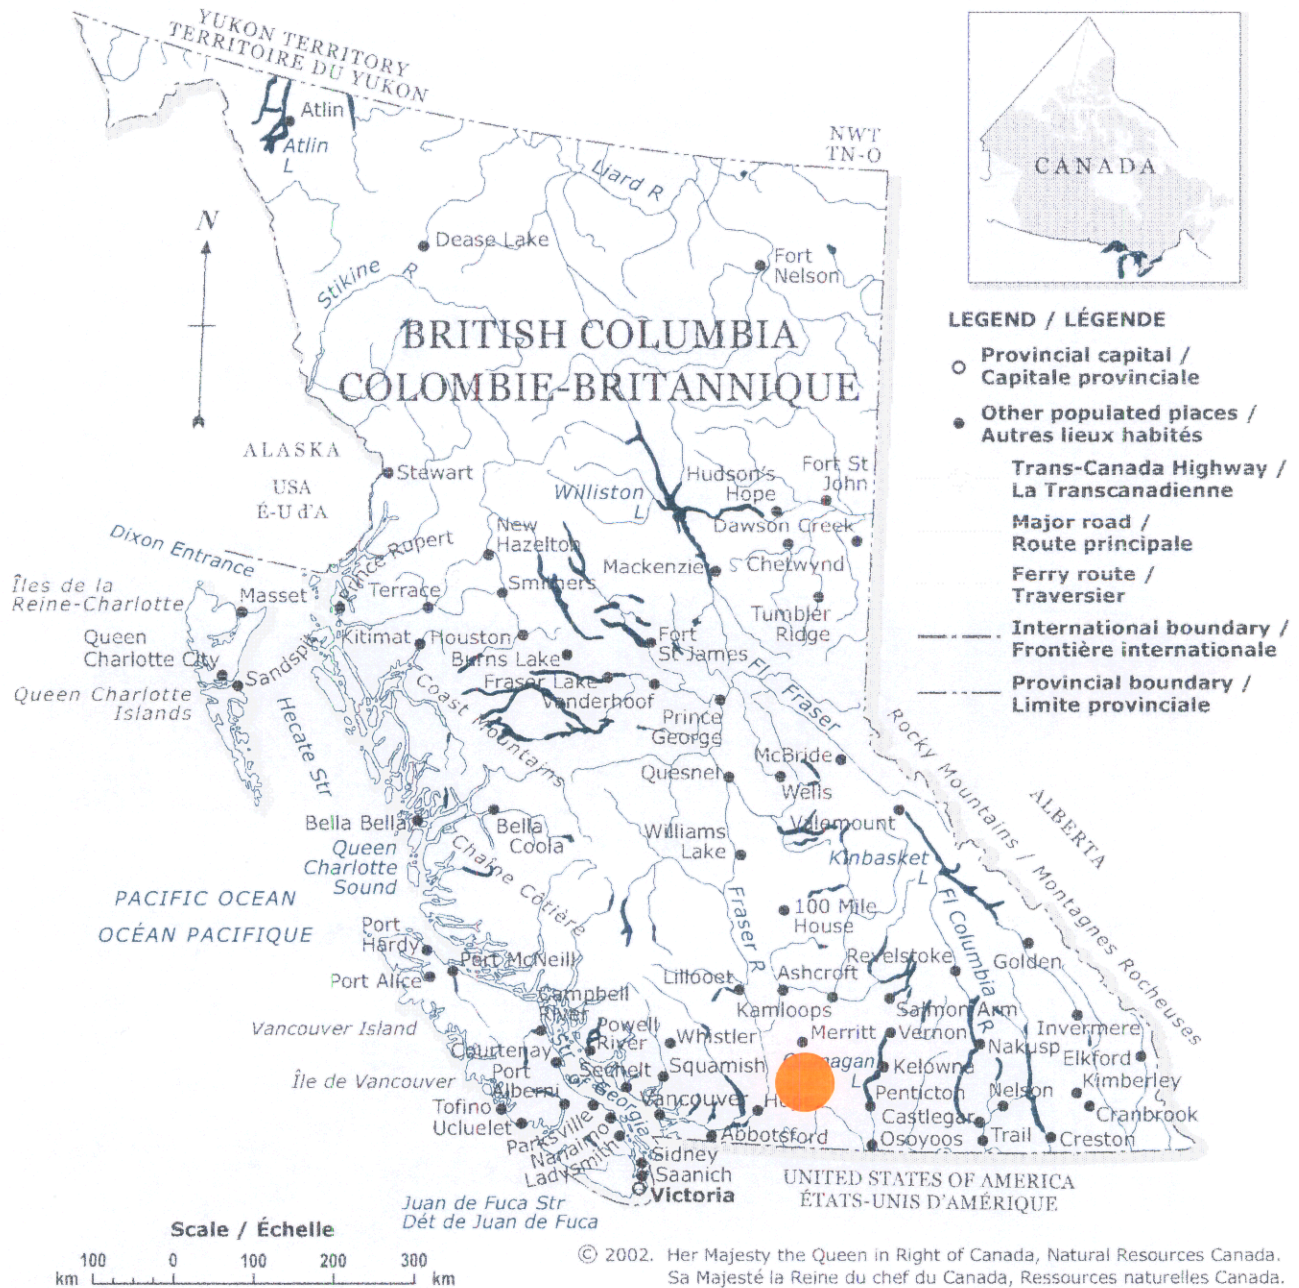 YUKON TERRITORY
TERRITOIRE DU YUKON
NWT
TN-O
CANADA
Atlin
Atlin
L
Liard R
N
Dease Lake
Stikine R
Fort
Nelson
BRITISH COLUMBIA
COLOMBIE-BRITANNIQUE
LEGEND / LÉGENDE
Provincial capital /
Capitale provinciale
Other populated places /
Autres lieux habités
Trans-Canada Highway /
La Transcanadienne
Major road /
Route principale
Ferry route /
Traversier
International boundary /
Frontière internationale
Provincial boundary /
Limite provinciale
ALASKA
USA
É-U d'A
Stewart
Williston
L
Hudson's
Hope
Fort St
John
Dawson Creek
Chetwynd
Mackenzie
Tumbler
Ridge
Dixon Entrance
New
Hazelton
Prince Rupert
Terrace
Smithers
Îles de la
Reine-Charlotte
Masset
Queen
Charlotte City
Sandspit
Queen Charlotte
Islands
Hecate Str
Kitimat
Houston
Burns Lake
Fraser Lake
Vanderhoof
Fort
St James
Prince
George
Fl Fraser
Coast Mountains
Chaîne Côtière
Rocky Mountains / Montagnes Rocheuses
ALBERTA
McBride
Quesnel
Wells
Valemount
Bella Bella
Bella
Coola
Williams
Lake
Kinbasket
L
Queen
Charlotte
Sound
PACIFIC OCEAN
OCÉAN PACIFIQUE
100 Mile
House
Fraser R
Fl Columbia R
Port
Hardy
Port McNeill
Port Alice
Lillooet
Ashcroft
Revelstoke
Golden
Kamloops
Salmon Arm
Campbell
River
Powell
River
Whistler
Merritt
Vernon
Nakusp
Invermere
Vancouver Island
Île de Vancouver
Courtenay
Str of Georgia
Sechelt
Squamish
L
Kelowna
Elkford
Kimberley
Port
Alberni
Vancouver
Penticton
Nelson
Cranbrook
Tofino
Ucluelet
Parksville
Nanaimo
Ladysmith
Abbotsford
Castlegar
Osoyoos
Trail
Creston
Sidney
Saanich
Victoria
UNITED STATES OF AMERICA
ÉTATS-UNIS D'AMÉRIQUE
Juan de Fuca Str
Dét de Juan de Fuca
Scale / Échelle
100 0 100 200 300
km km
© 2002. Her Majesty the Queen in Right of Canada, Natural Resources Canada.
Sa Majesté la Reine du chef du Canada, Ressources naturelles Canada.